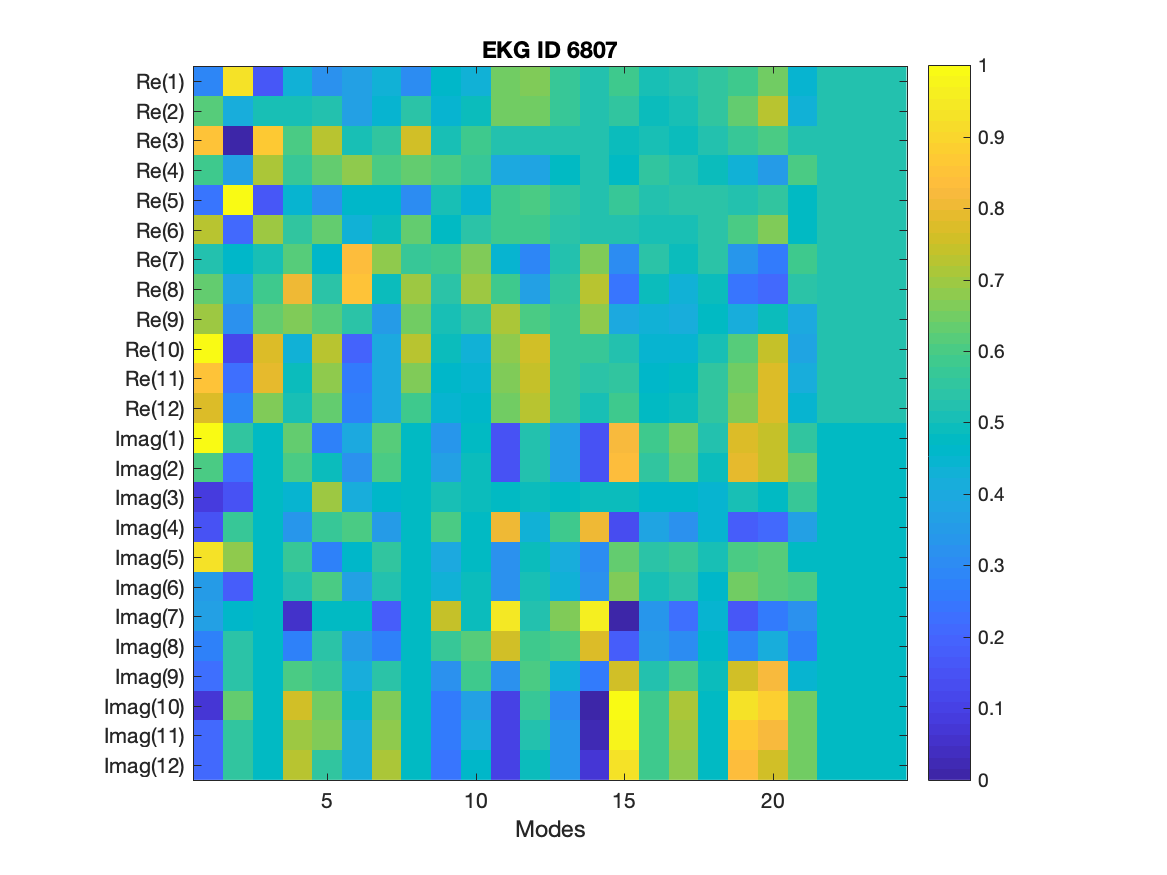 EKG ID 6807
Re(1)
Re(2)
Re(3)
Re(4)
Re(5)
Re(6)
Re(7)
Re(8)
Re(9)
Re(10)
Re(11)
Re(12)
Imag(1)
Imag(2)
Imag(3)
Imag(4)
Imag(5)
Imag(6)
Imag(7)
Imag(8)
Imag(9)
Imag(10)
Imag(11)
Imag(12)
5 10 15 20
Modes
1
0.9
0.8
0.7
0.6
0.5
0.4
0.3
0.2
0.1
0